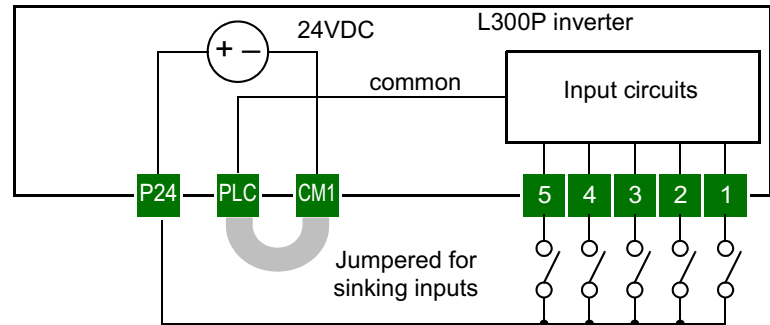 24VDC
L300P inverter
+ –
common
Input circuits
P24 PLC CM1 5 4 3 2 1
Jumpered for
sinking inputs